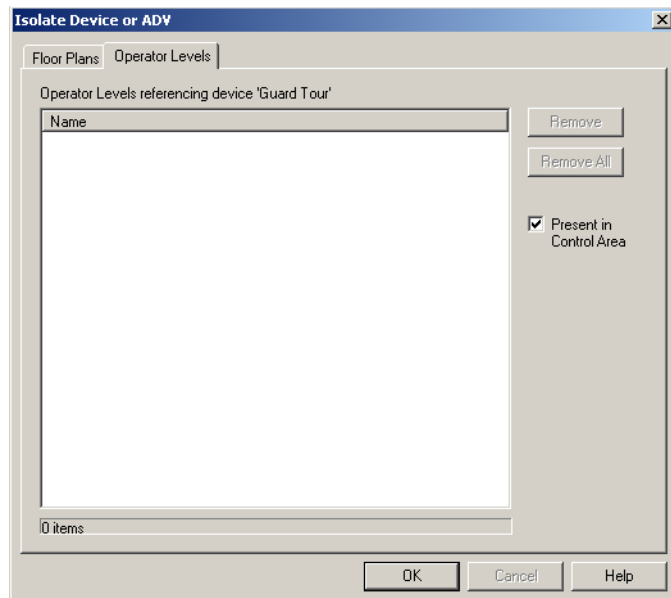 Isolate Device or ADV
Floor Plans
Operator Levels
Operator Levels referencing device 'Guard Tour'
Name
Remove
Remove All
Present in
Control Area
0 items
OK
Cancel
Help